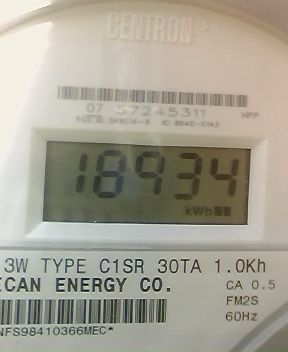 CENTRON®
07 57245311 HPP
18934
kWh
3W TYPE C1SR 30TA 1.0Kh
ICAN ENERGY CO.
CA 0.5
FM2S
60Hz
NFS98410366MEC*